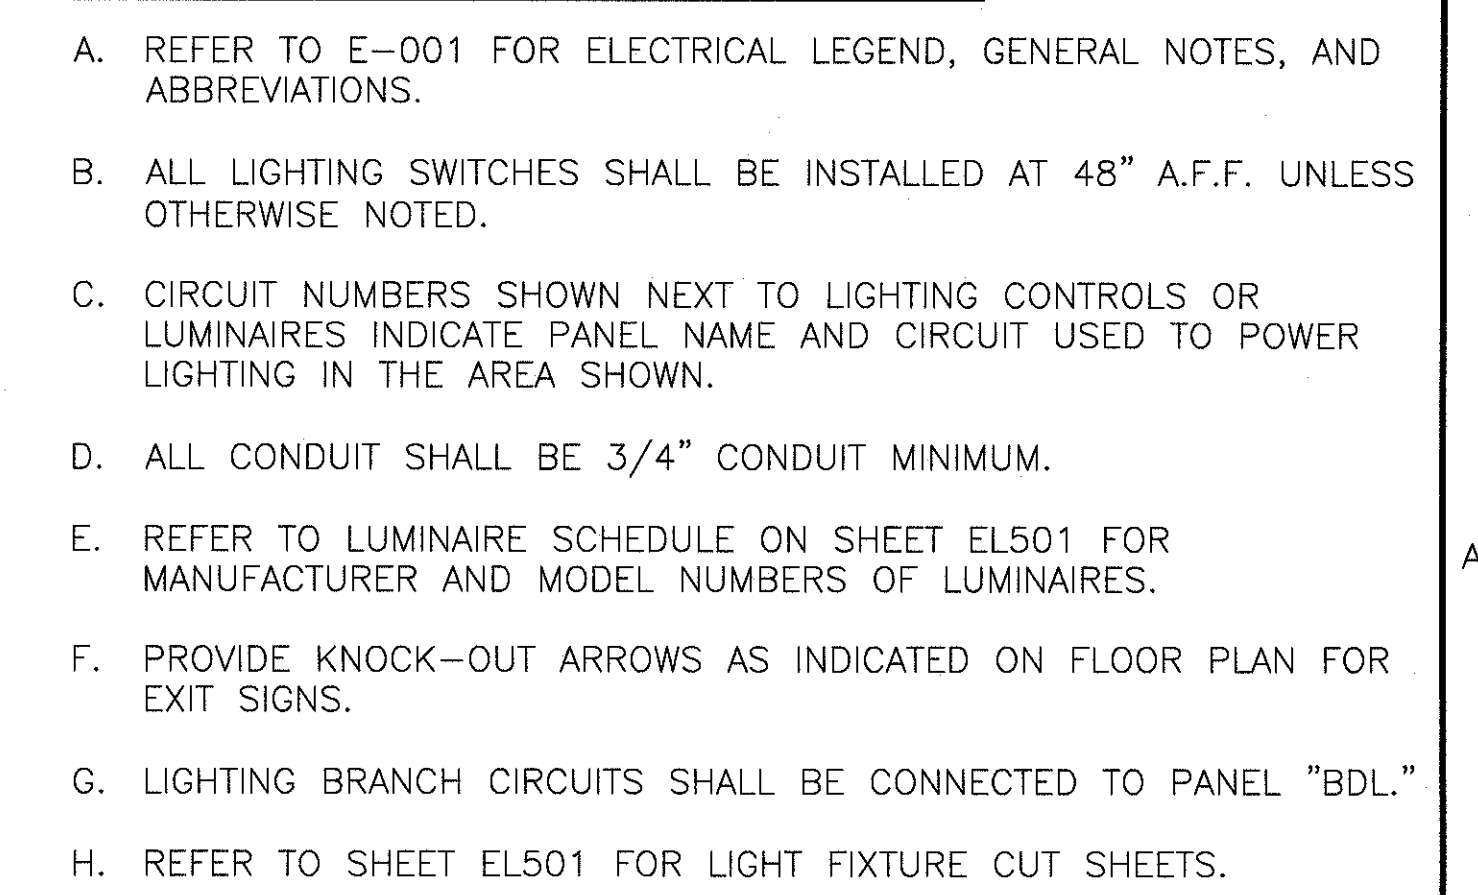 A. REFER TO E-001 FOR ELECTRICAL LEGEND, GENERAL NOTES, AND
ABBREVIATIONS.
B. ALL LIGHTING SWITCHES SHALL BE INSTALLED AT 48" A.F.F. UNLESS
OTHERWISE NOTED.
C. CIRCUIT NUMBERS SHOWN NEXT TO LIGHTING CONTROLS OR
LUMINAIRES INDICATE PANEL NAME AND CIRCUIT USED TO POWER
LIGHTING IN THE AREA SHOWN.
D. ALL CONDUIT SHALL BE 3/4" CONDUIT MINIMUM.
E. REFER TO LUMINAIRE SCHEDULE ON SHEET EL501 FOR
MANUFACTURER AND MODEL NUMBERS OF LUMINAIRES.
F. PROVIDE KNOCK-OUT ARROWS AS INDICATED ON FLOOR PLAN FOR
EXIT SIGNS.
G. LIGHTING BRANCH CIRCUITS SHALL BE CONNECTED TO PANEL "BDL."
H. REFER TO SHEET EL501 FOR LIGHT FIXTURE CUT SHEETS.